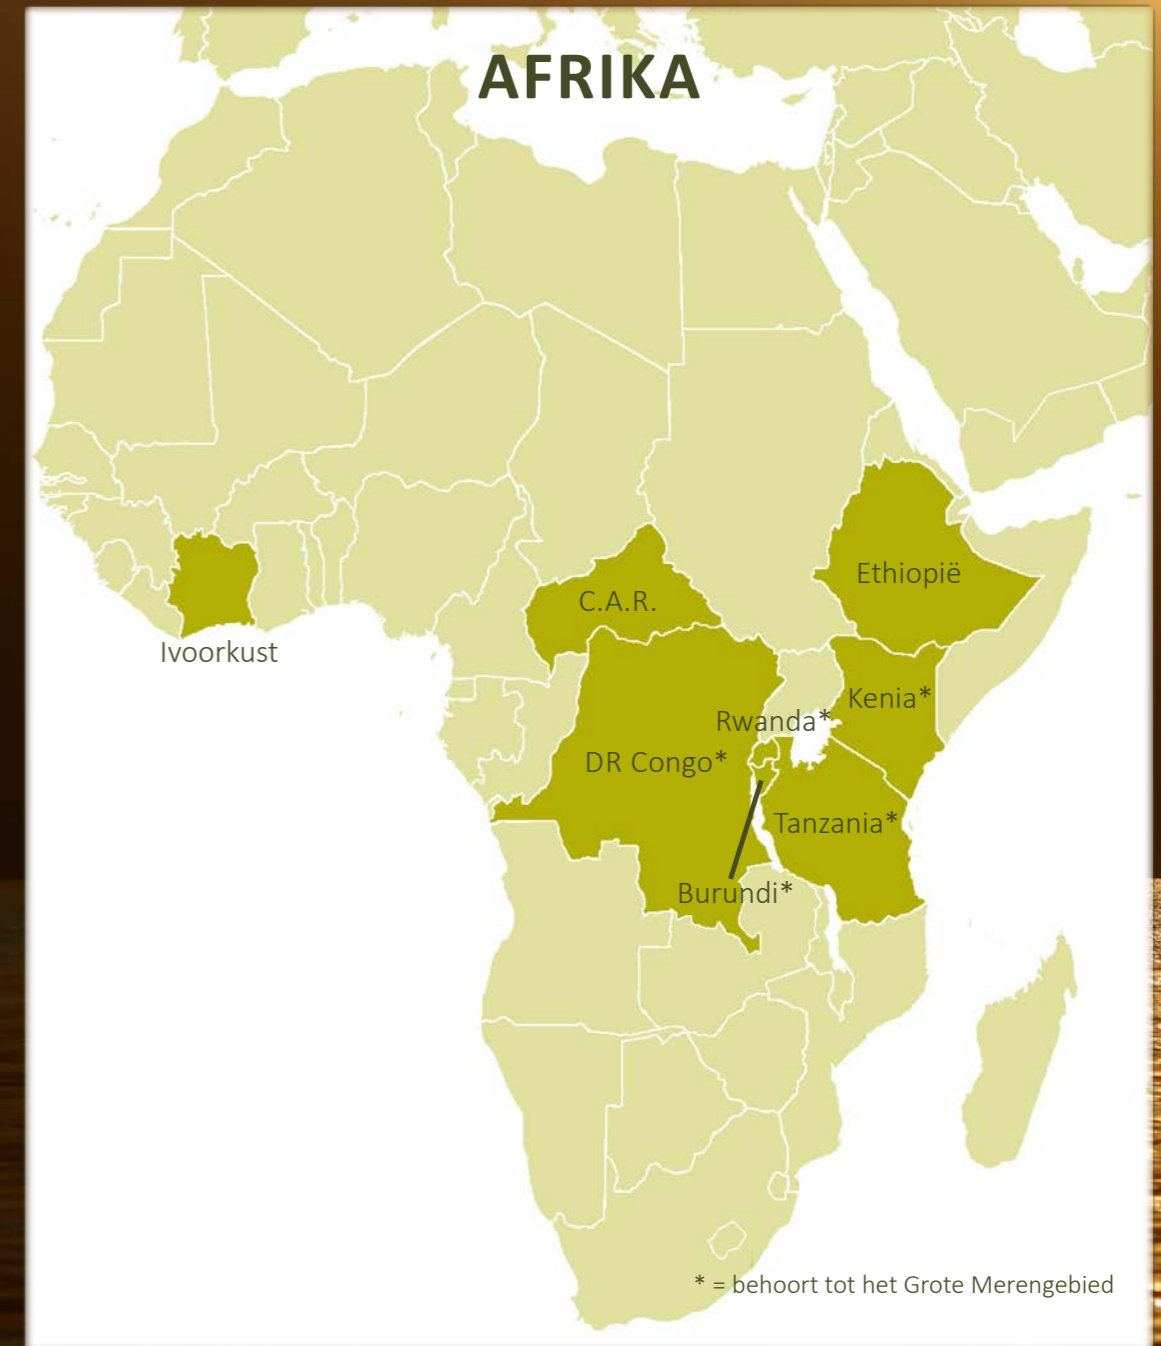 AFRIKA
Ethiopië
C.A.R.
Ivoorkust
Kenia*
Rwanda*
DR Congo*
Tanzania*
Burundi*
* = behoort tot het Grote Merengebied